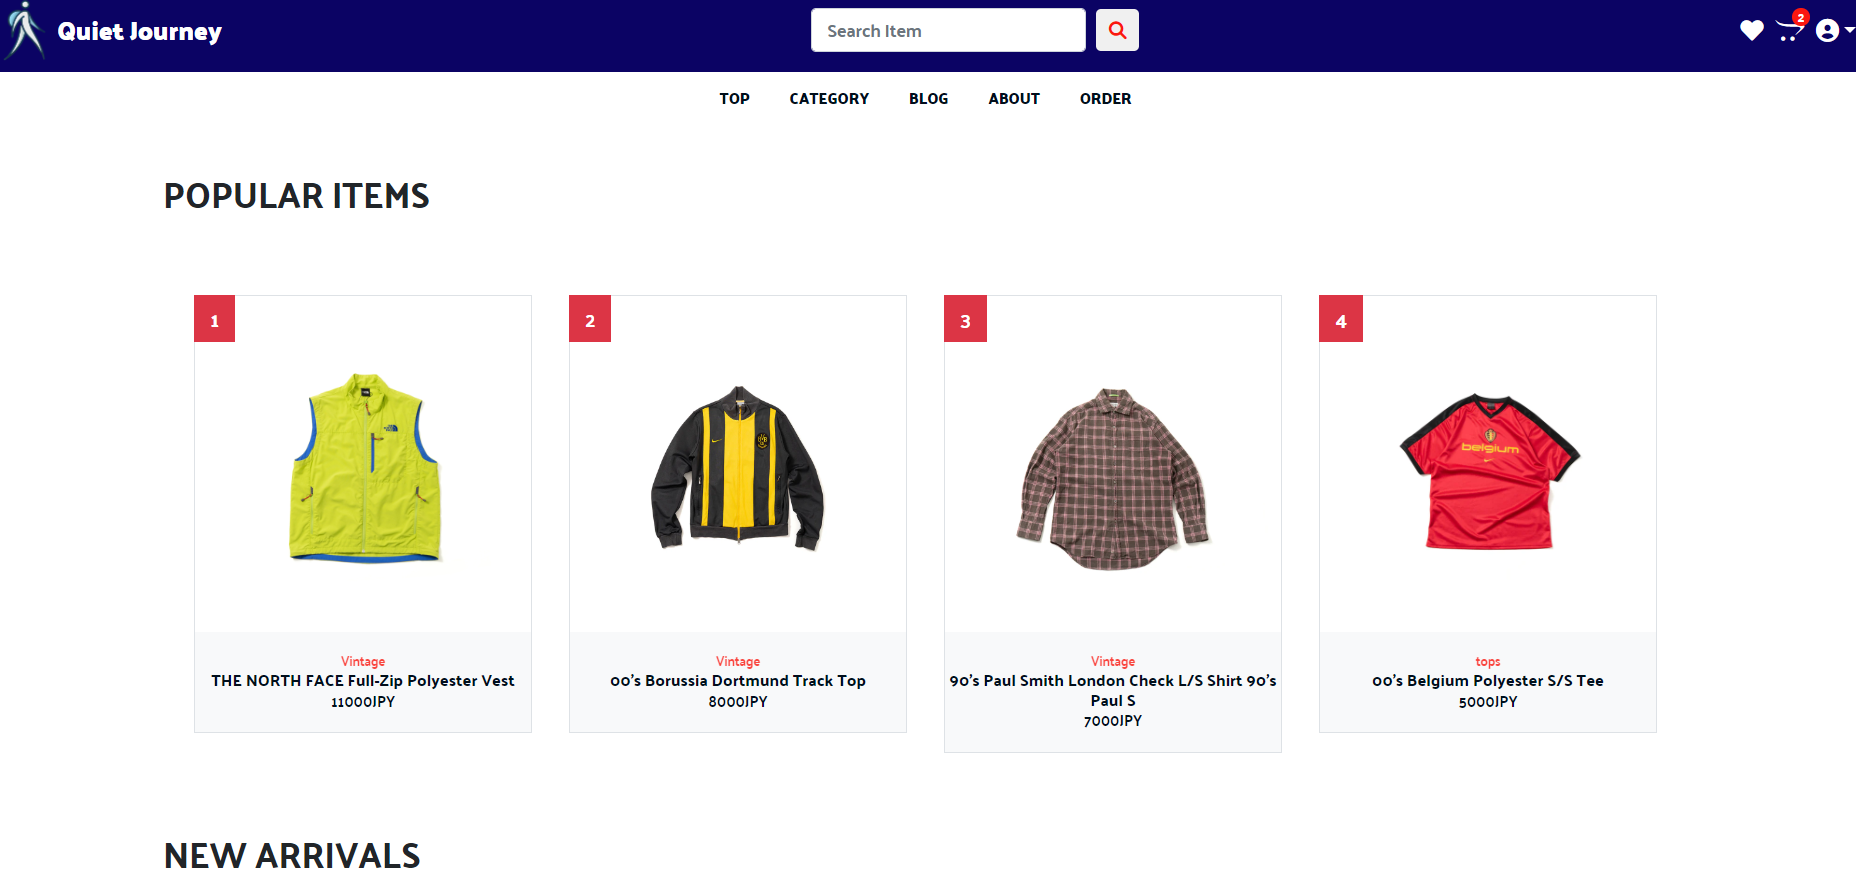 Quiet Journey
Search Item
2
TOP CATEGORY BLOG ABOUT ORDER
POPULAR ITEMS
1
Vintage
THE NORTH FACE Full-Zip Polyester Vest
11000JPY
2
Vintage
00's Borussia Dortmund Track Top
8000JPY
3
Vintage
90's Paul Smith London Check L/S Shirt 90's
Paul S
7000JPY
4
belgium
tops
00's Belgium Polyester S/S Tee
5000JPY
NEW ARRIVALS